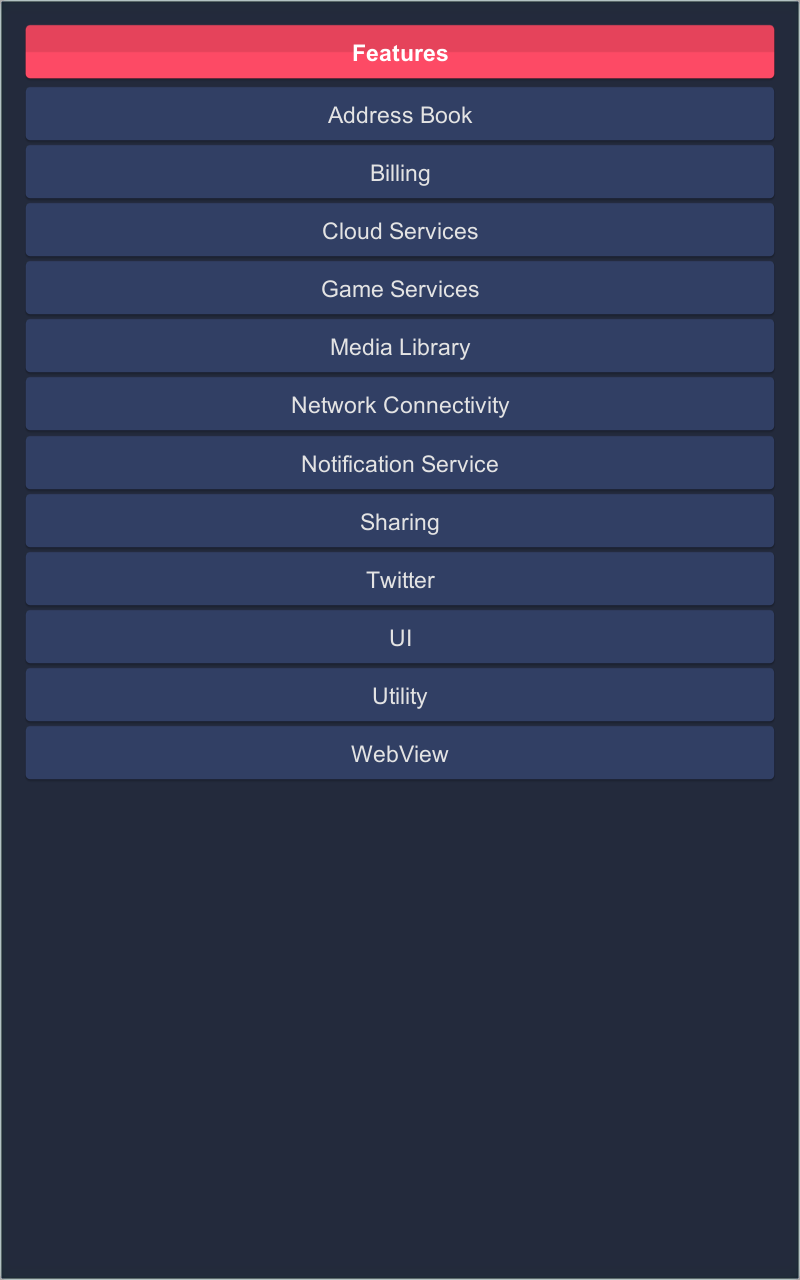 Features
Address Book
Billing
Cloud Services
Game Services
Media Library
Network Connectivity
Notification Service
Sharing
Twitter
UI
Utility
WebView